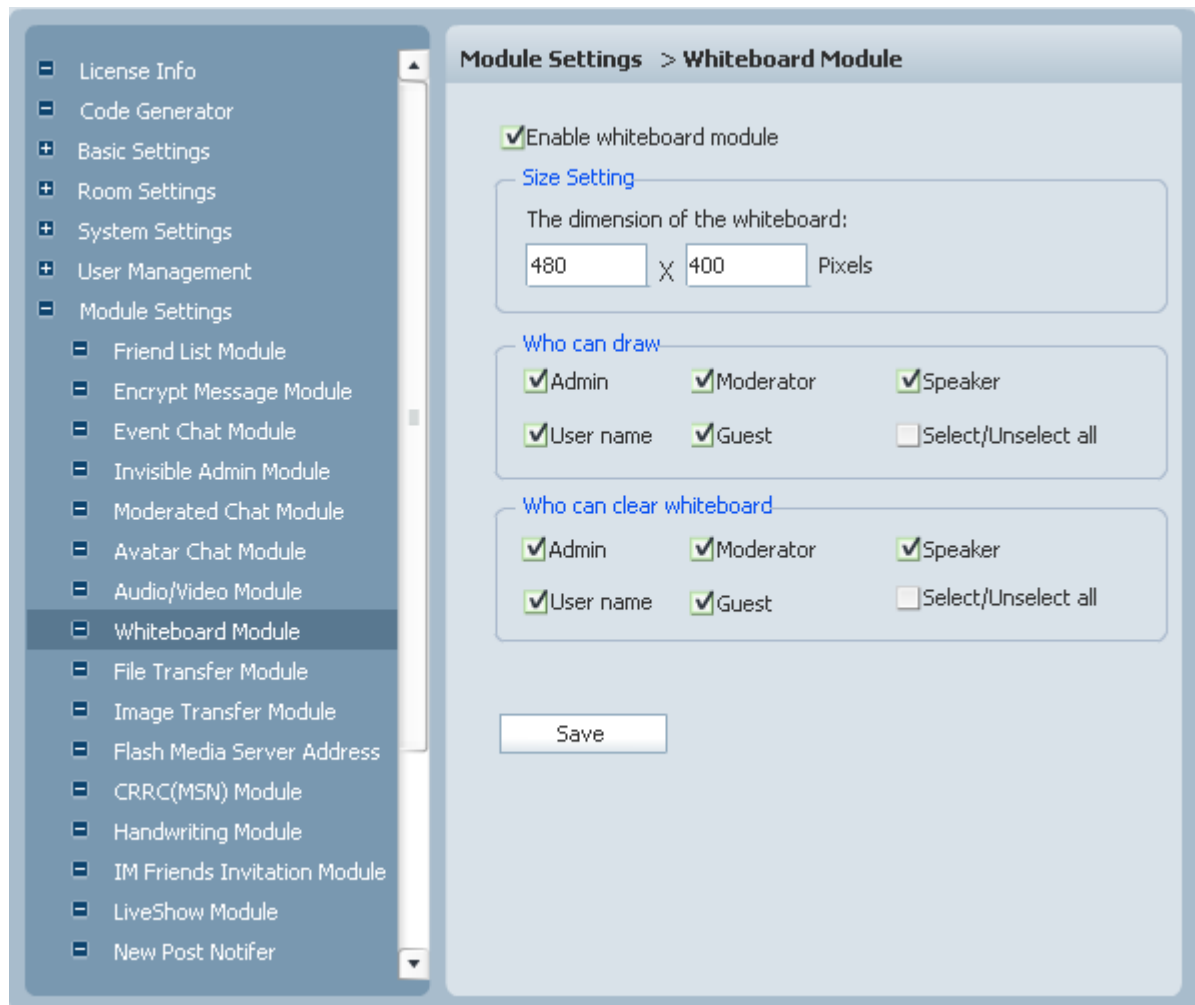 License Info
Code Generator
Basic Settings
Room Settings
System Settings
User Management
Module Settings
Friend List Module
Encrypt Message Module
Event Chat Module
Invisible Admin Module
Moderated Chat Module
Avatar Chat Module
Audio/Video Module
Whiteboard Module
File Transfer Module
Image Transfer Module
Flash Media Server Address
CRRC(MSN) Module
Handwriting Module
IM Friends Invitation Module
LiveShow Module
New Post Notifer
Module Settings > Whiteboard Module
Enable whiteboard module
Size Setting
The dimension of the whiteboard:
480 X 400 Pixels
Who can draw
Admin Moderator Speaker
User name Guest Select/Unselect all
Who can clear whiteboard
Admin Moderator Speaker
User name Guest Select/Unselect all
Save